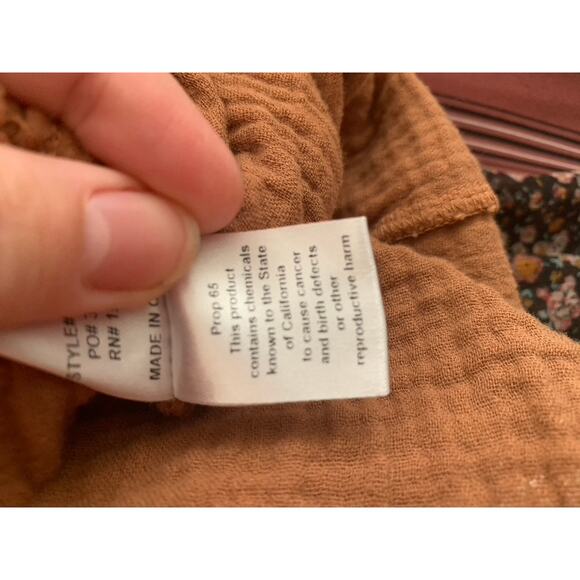 STYLE#
PO#
RN# 1
MADE IN C
Prop 65
This product
contains chemicals
known to the State
of California
to cause cancer
and birth defects
or other
reproductive harm